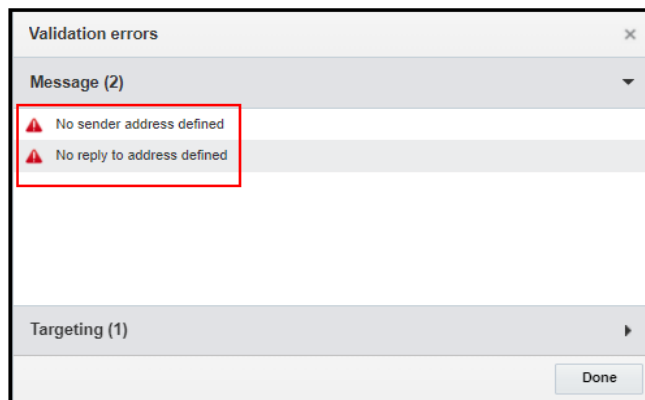 Validation errors
Message (2)
No sender address defined
No reply to address defined
Targeting (1)
Done